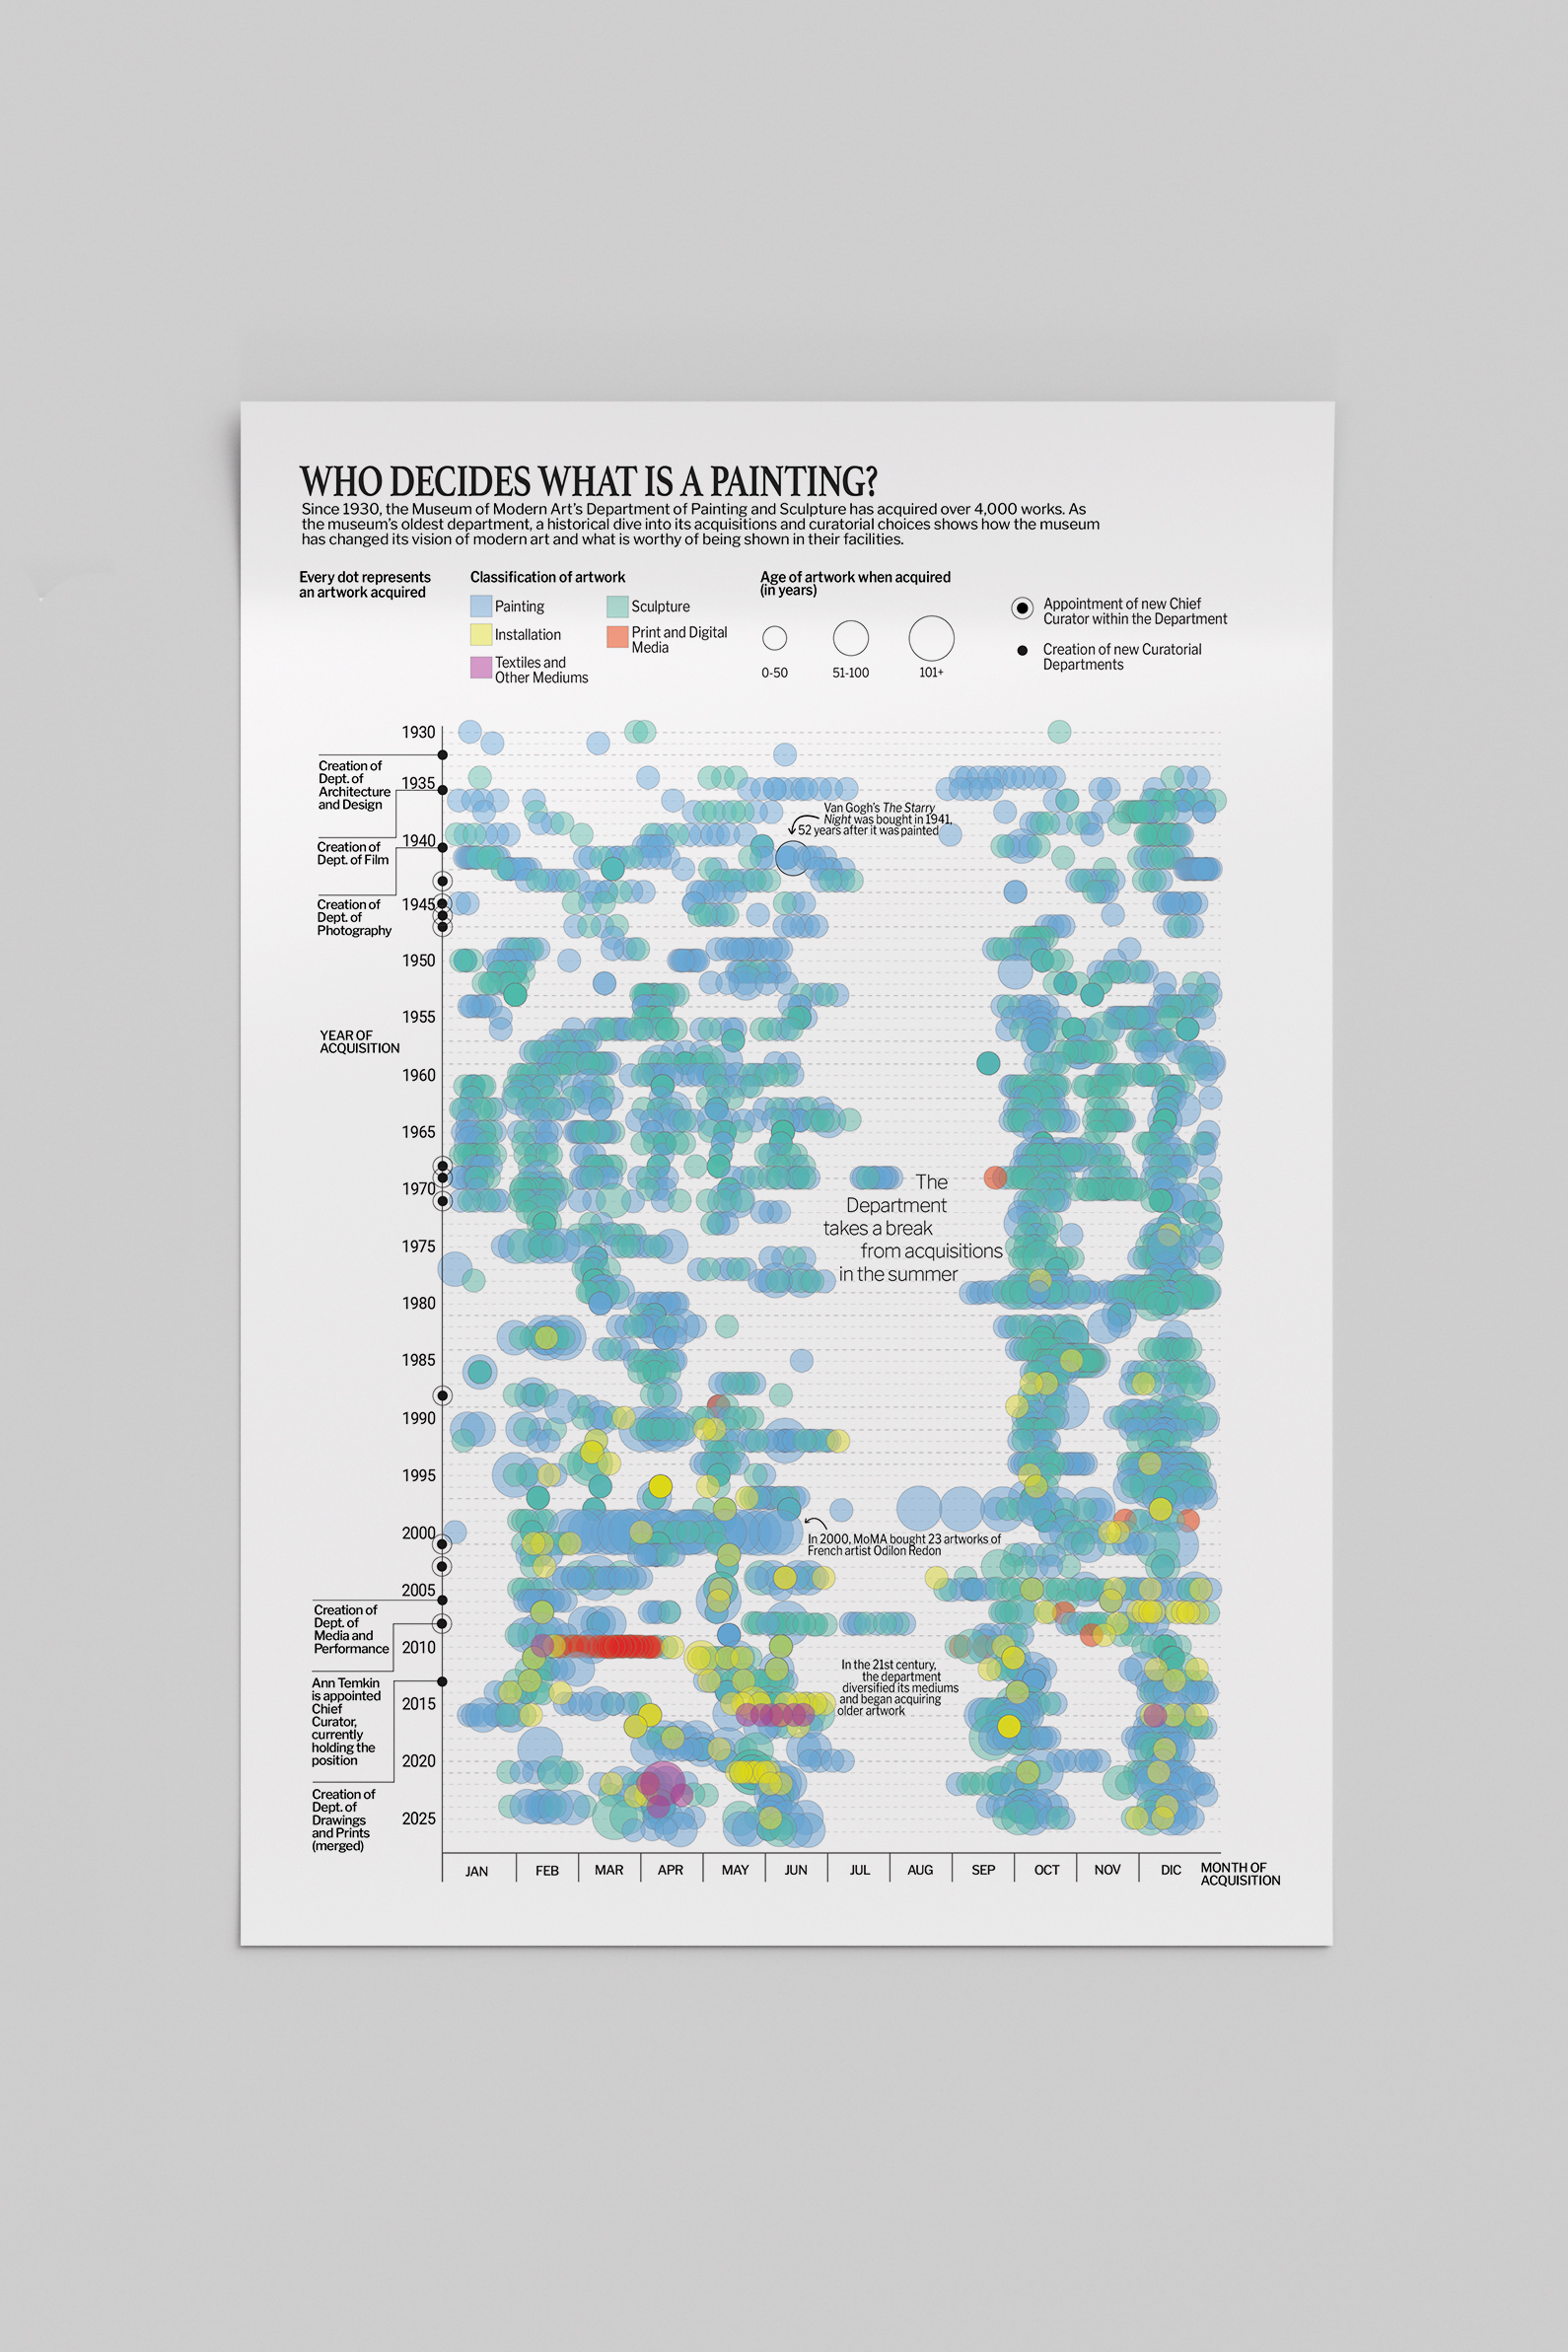 WHO DECIDES WHAT IS A PAINTING?
Since 1930, the Museum of Modern Art's Department of Painting and Sculpture has acquired over 4,000 works. As
the museum's oldest department, a historical dive into its acquisitions and curatorial choices shows how the museum
has changed its vision of modern art and what is worthy of being shown in their facilities.
Every dot represents
an artwork acquired
Classification of artwork
Painting
Sculpture
Installation
Print and Digital
Media
Textiles and
Other Mediums
Age of artwork when acquired
(in years)
0-50
51-100
101+
Appointment of new Chief
Curator within the Department
Creation of new Curatorial
Departments
1930
Creation of
Dept. of
Architecture
and Design
1935
Van Gogh's The Starry
Night was bought in 1941,
52 years after it was painted
1940
Creation of
Dept. of Film
Creation of
Dept. of
Photography
1945
1950
1955
YEAR OF
ACQUISITION
1960
1965
1970
The
Department
takes a break
from acquisitions
in the summer
1975
1980
1985
1990
1995
2000
In 2000, MoMA bought 23 artworks of
French artist Odilon Redon
2005
Creation of
Dept. of
Media and
Performance
2010
In the 21st century,
the department
diversified its mediums
and began acquiring
older artwork
Ann Temkin
is appointed
Chief
Curator,
currently
holding the
position
2015
2020
Creation of
Dept. of
Drawings
and Prints
(merged)
2025
JAN FEB MAR APR MAY JUN JUL AUG SEP OCT NOV DIC
MONTH OF
ACQUISITION